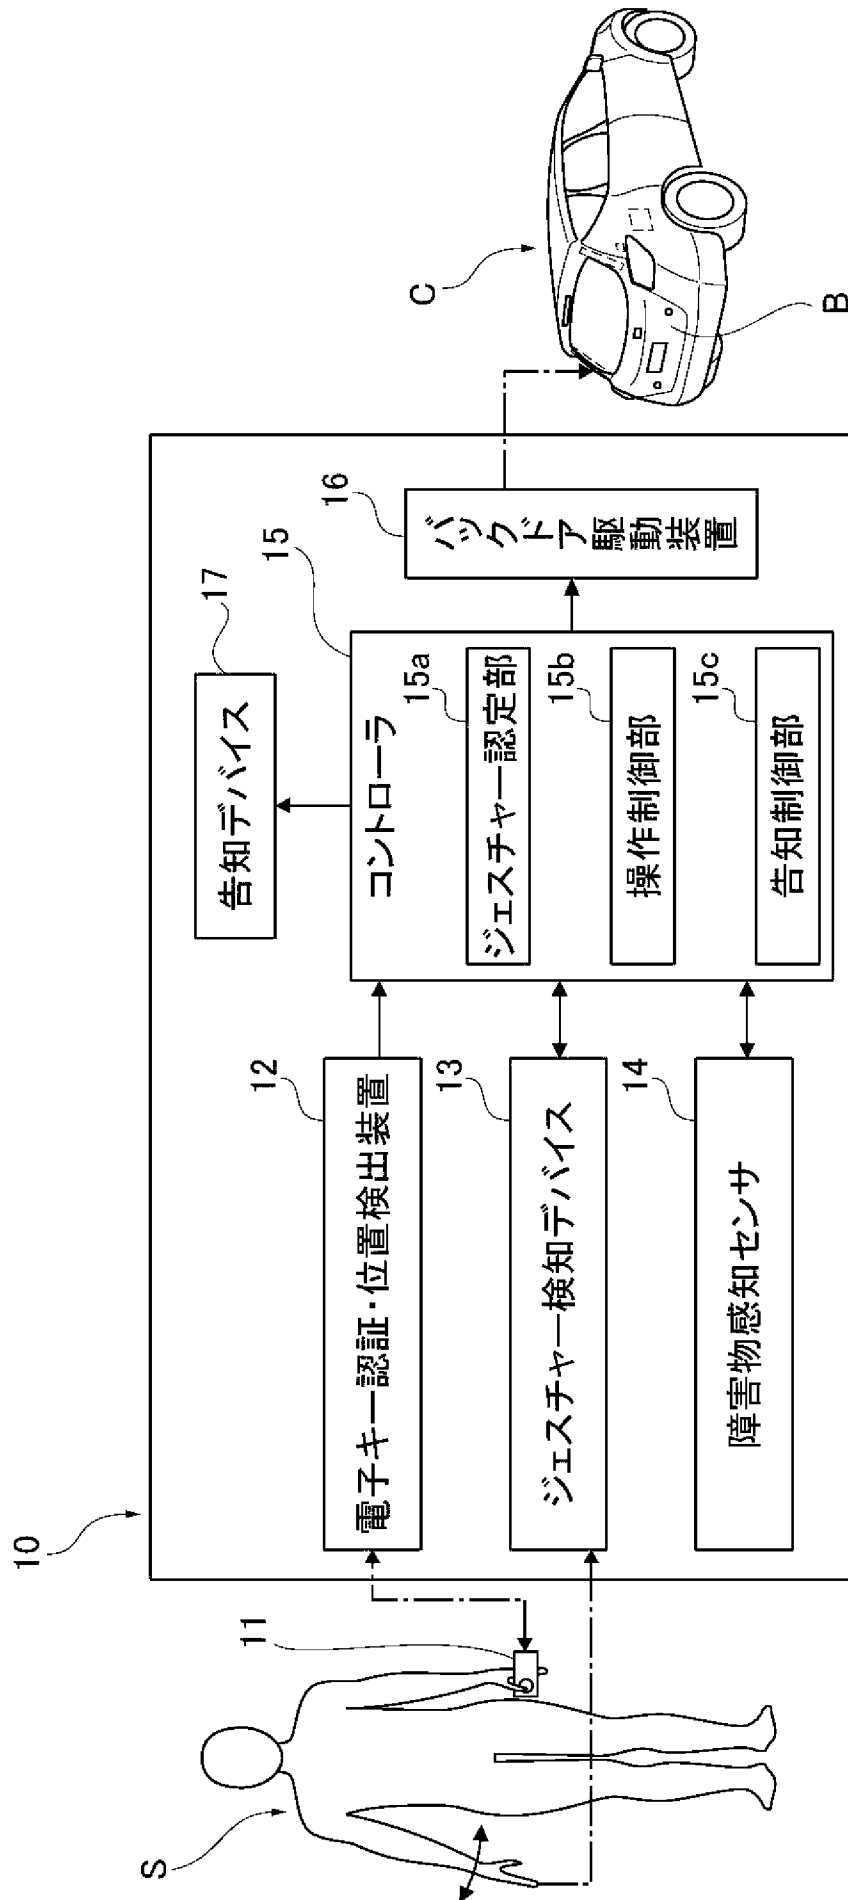 10
S
11
電子キー認証・位置検出装置
12
ジェスチャー検知デバイス
13
障害物感知センサ
14
告知デバイス
17
コントローラ
15
ジェスチャー認定部
15a
操作制御部
15b
告知制御部
15c
バックドア駆動装置
16
C
B